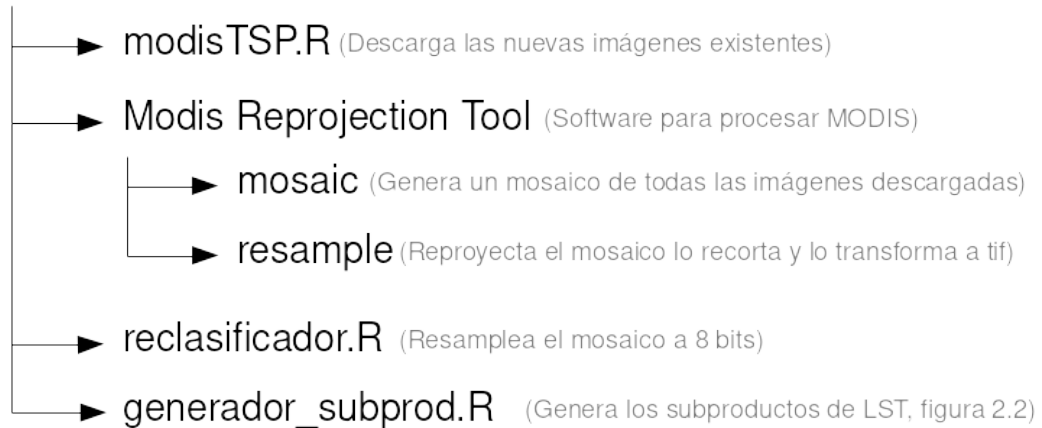 modisTSP.R (Descarga las nuevas imágenes existentes)
Modis Reprojection Tool (Software para procesar MODIS)
mosaic (Genera un mosaico de todas las imágenes descargadas)
resample (Reproyecta el mosaico lo recorta y lo transforma a tif)
reclasificador.R (Resamplea el mosaico a 8 bits)
generador_subprod.R (Genera los subproductos de LST, figura 2.2)